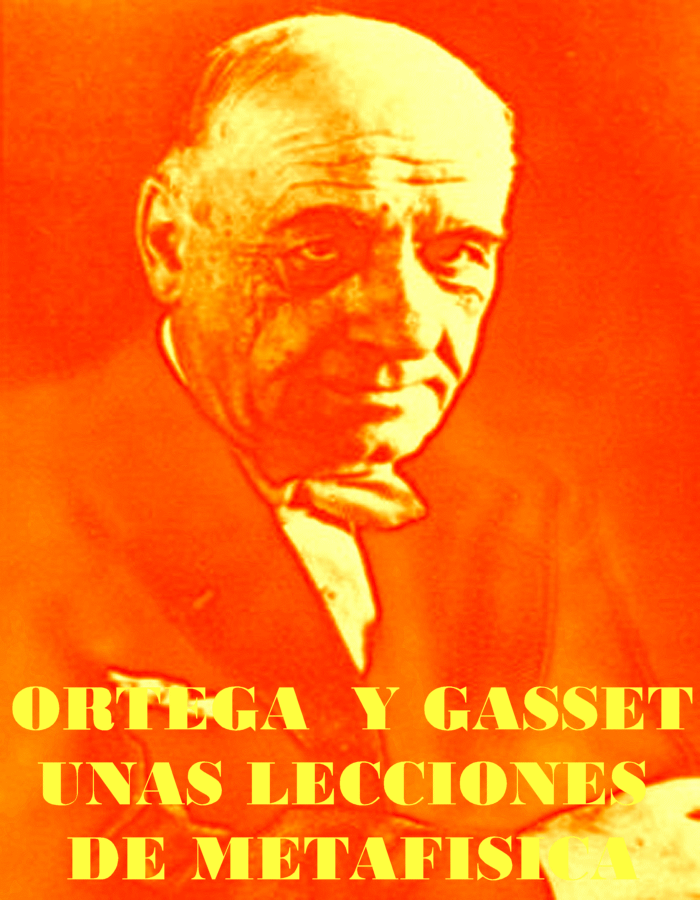 ORTEGA Y GASSET
UNAS LECCIONES
DE METAFISICA